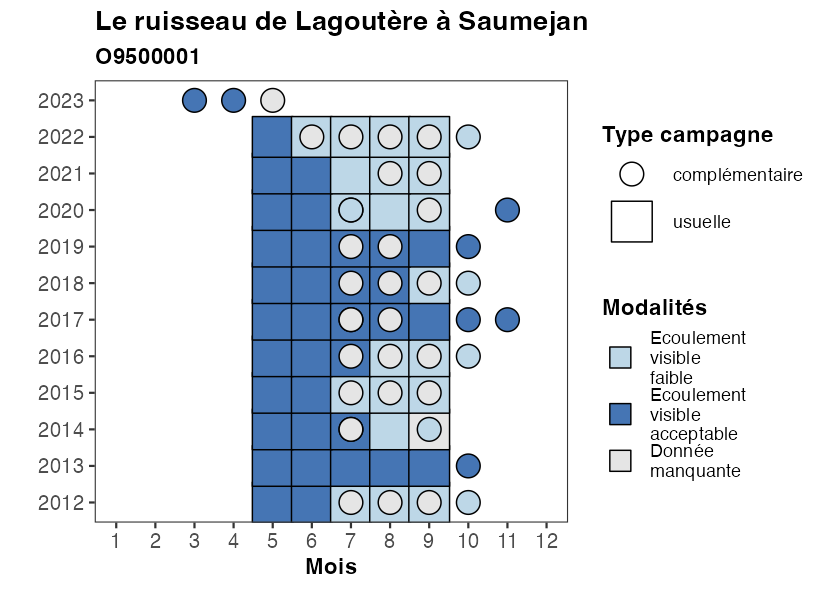 Le ruisseau de Lagoutère à Saumejan
O9500001
2023
2022
2021
2020
2019
2018
2017
2016
2015
2014
2013
2012
1 2 3 4 5 6 7 8 9 10 11 12
Mois
Type campagne
complémentaire
usuelle
Modalités
Ecoulement
visible
faible
Ecoulement
visible
acceptable
Donnée
manquante